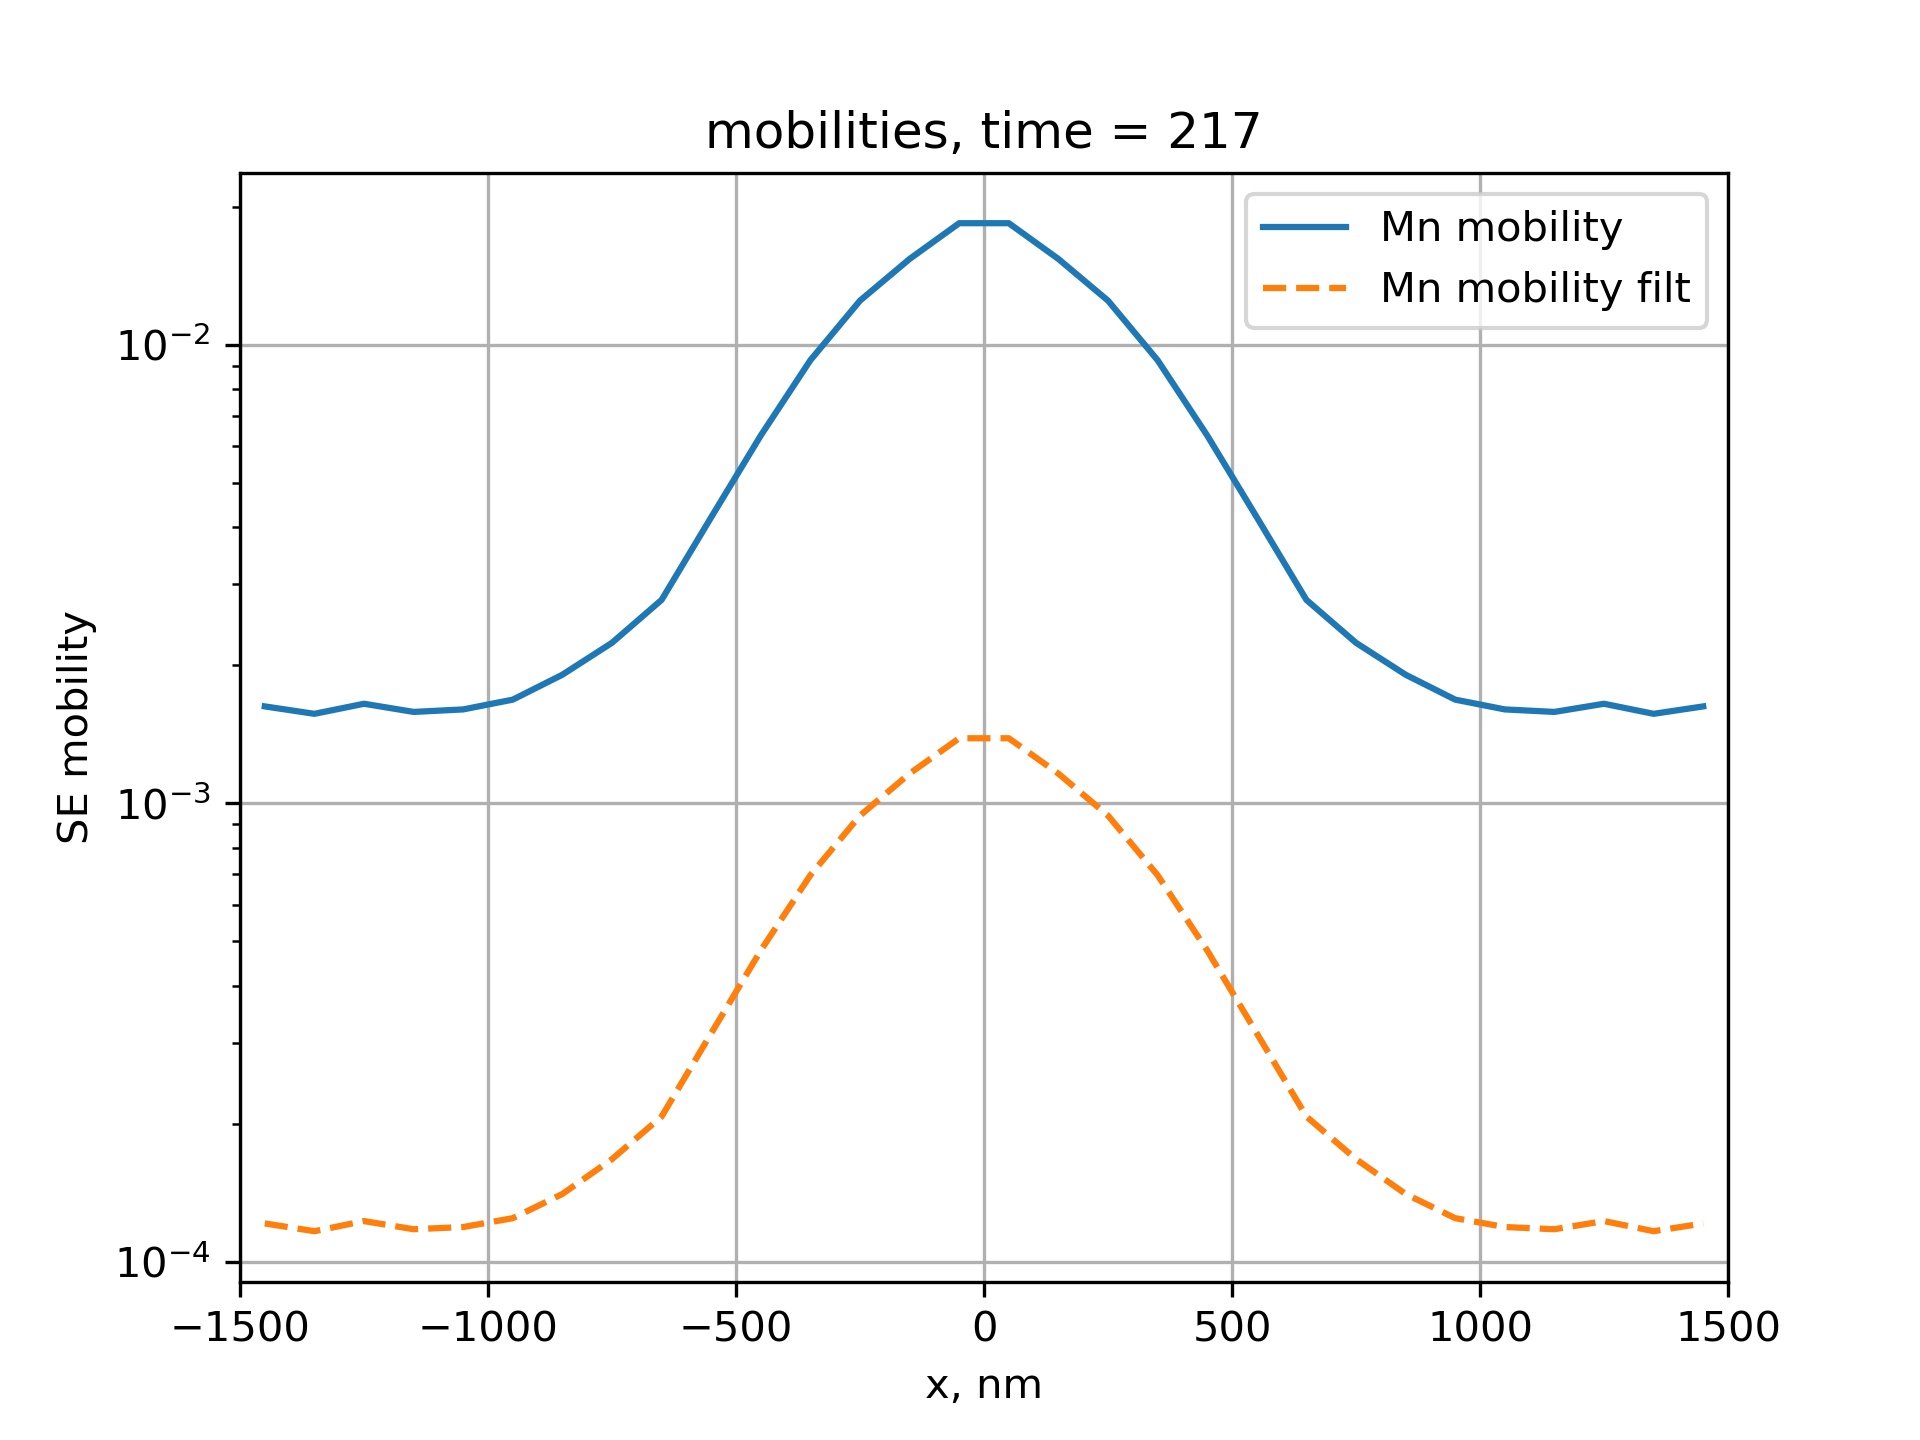 mobilities, time = 217
Mn mobility
Mn mobility filt
SE mobility
10⁻²
10⁻³
10⁻⁴
−1500 −1000 −500 0 500 1000 1500
x, nm